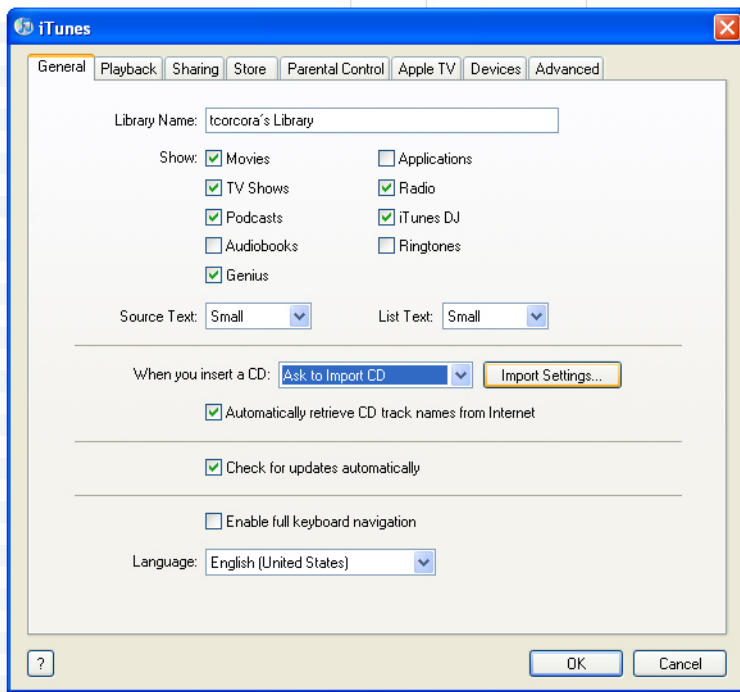 iTunes
General Playback Sharing Store Parental Control Apple TV Devices Advanced
Library Name: tcorcora's Library
Show: Movies Applications
TV Shows Radio
Podcasts iTunes DJ
Audiobooks Ringtones
Genius
Source Text: Small List Text: Small
When you insert a CD: Ask to Import CD Import Settings...
Automatically retrieve CD track names from Internet
Check for updates automatically
Enable full keyboard navigation
Language: English (United States)
? OK Cancel